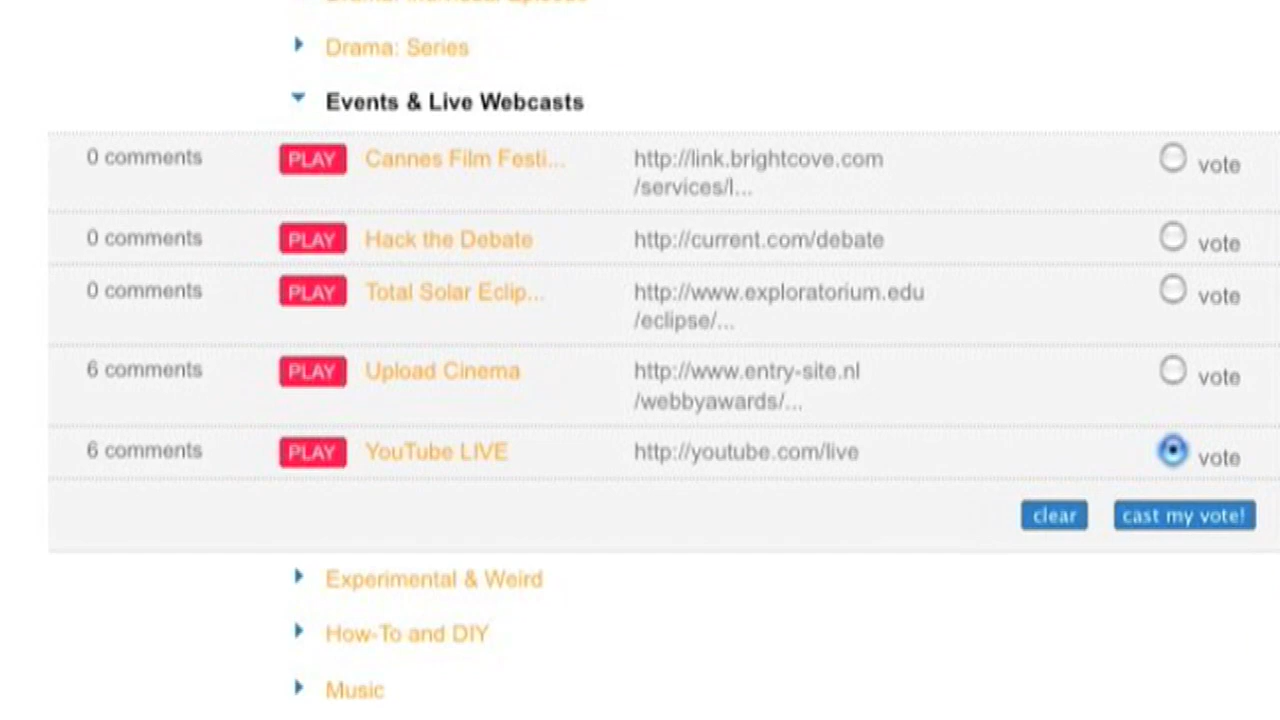 Drama: Individual Episode
Drama: Series
Events & Live Webcasts
0 comments PLAY Cannes Film Festi... http://link.brightcove.com
/services/l... vote
0 comments PLAY Hack the Debate http://current.com/debate vote
0 comments PLAY Total Solar Eclip... http://www.exploratorium.edu
/eclipse/... vote
6 comments PLAY Upload Cinema http://www.entry-site.nl
/webbyawards/... vote
6 comments PLAY YouTube LIVE http://youtube.com/live vote
clear cast my vote!
Experimental & Weird
How-To and DIY
Music